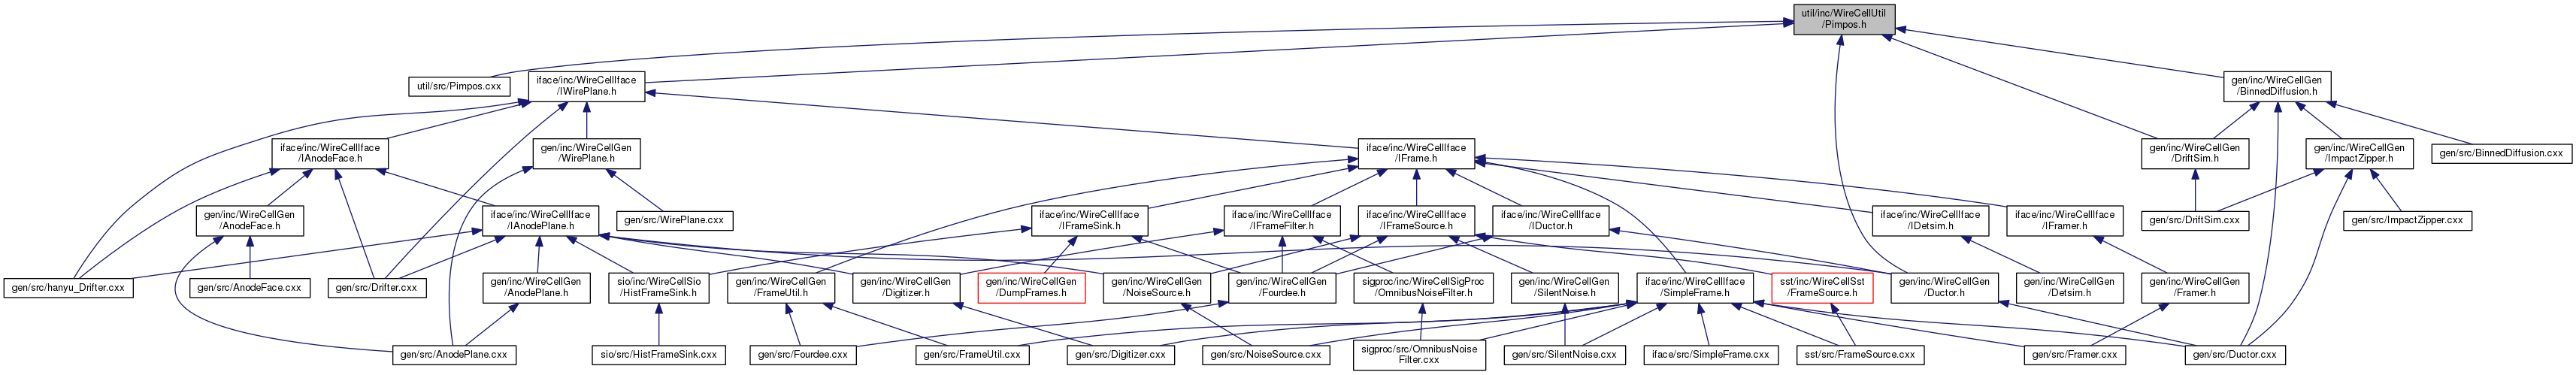 util/inc/WireCellUtil
/Pimpos.h
util/src/Pimpos.cxx
iface/inc/WireCellIface
/IWirePlane.h
gen/inc/WireCellGen
/BinnedDiffusion.h
iface/inc/WireCellIface
/IAnodeFace.h
gen/inc/WireCellGen
/WirePlane.h
iface/inc/WireCellIface
/IFrame.h
gen/inc/WireCellGen
/DriftSim.h
gen/inc/WireCellGen
/ImpactZipper.h
gen/src/BinnedDiffusion.cxx
gen/inc/WireCellGen
/AnodeFace.h
iface/inc/WireCellIface
/IAnodePlane.h
gen/src/WirePlane.cxx
iface/inc/WireCellIface
/IFrameSink.h
iface/inc/WireCellIface
/IFrameFilter.h
iface/inc/WireCellIface
/IFrameSource.h
iface/inc/WireCellIface
/IDuctor.h
iface/inc/WireCellIface
/IDetsim.h
iface/inc/WireCellIface
/IFramer.h
gen/src/DriftSim.cxx
gen/src/ImpactZipper.cxx
gen/src/hanyu_Drifter.cxx
gen/src/AnodeFace.cxx
gen/src/Drifter.cxx
gen/inc/WireCellGen
/AnodePlane.h
sio/inc/WireCellSio
/HistFrameSink.h
gen/inc/WireCellGen
/FrameUtil.h
gen/inc/WireCellGen
/Digitizer.h
gen/inc/WireCellGen
/DumpFrames.h
gen/inc/WireCellGen
/NoiseSource.h
gen/inc/WireCellGen
/Fourdee.h
sigproc/inc/WireCellSigProc
/OmnibusNoiseFilter.h
gen/inc/WireCellGen
/SilentNoise.h
iface/inc/WireCellIface
/SimpleFrame.h
sst/inc/WireCellSst
/FrameSource.h
gen/inc/WireCellGen
/Ductor.h
gen/inc/WireCellGen
/Detsim.h
gen/inc/WireCellGen
/Framer.h
gen/src/AnodePlane.cxx
sio/src/HistFrameSink.cxx
gen/src/Fourdee.cxx
gen/src/FrameUtil.cxx
gen/src/Digitizer.cxx
gen/src/NoiseSource.cxx
sigproc/src/OmnibusNoise
Filter.cxx
gen/src/SilentNoise.cxx
iface/src/SimpleFrame.cxx
sst/src/FrameSource.cxx
gen/src/Framer.cxx
gen/src/Ductor.cxx